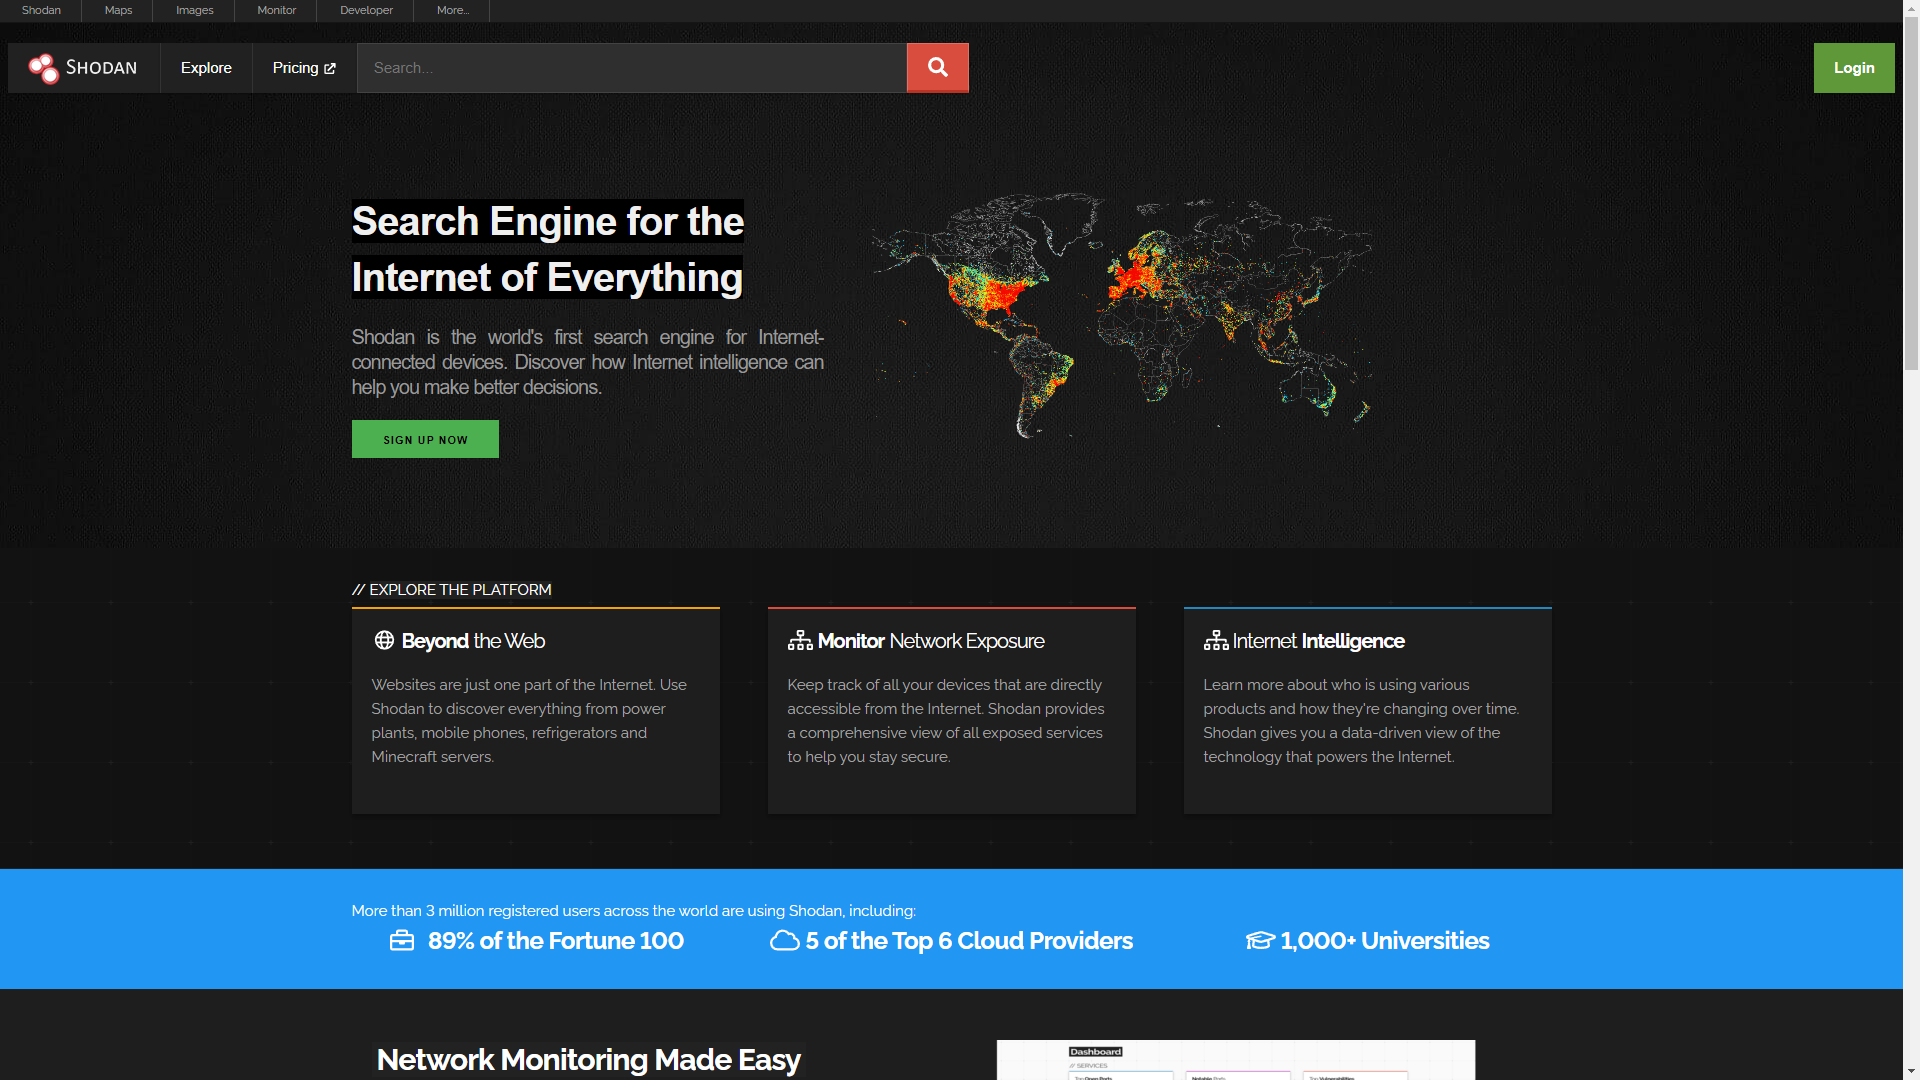 Shodan
Maps
Images
Monitor
Developer
More...
SHODAN
Explore
Pricing
Search...
Login
Search Engine for the
Internet of Everything
Shodan is the world's first search engine for Internet-
connected devices. Discover how Internet intelligence can
help you make better decisions.
SIGN UP NOW
// EXPLORE THE PLATFORM
Beyond the Web
Websites are just one part of the Internet. Use
Shodan to discover everything from power
plants, mobile phones, refrigerators and
Minecraft servers.
Monitor Network Exposure
Keep track of all your devices that are directly
accessible from the Internet. Shodan provides
a comprehensive view of all exposed services
to help you stay secure.
Internet Intelligence
Learn more about who is using various
products and how they're changing over time.
Shodan gives you a data-driven view of the
technology that powers the Internet.
More than 3 million registered users across the world are using Shodan, including:
89% of the Fortune 100
5 of the Top 6 Cloud Providers
1,000+ Universities
Network Monitoring Made Easy
Dashboard
// SERVICES
Top Open Ports
Notable Ports
Top Vulnerabilities